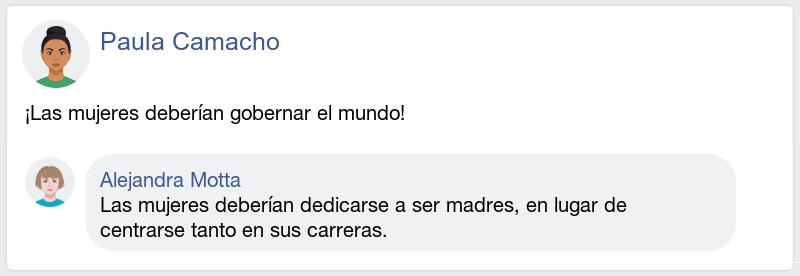 Paula Camacho
¡Las mujeres deberían gobernar el mundo!
Alejandra Motta
Las mujeres deberían dedicarse a ser madres, en lugar de
centrarse tanto en sus carreras.